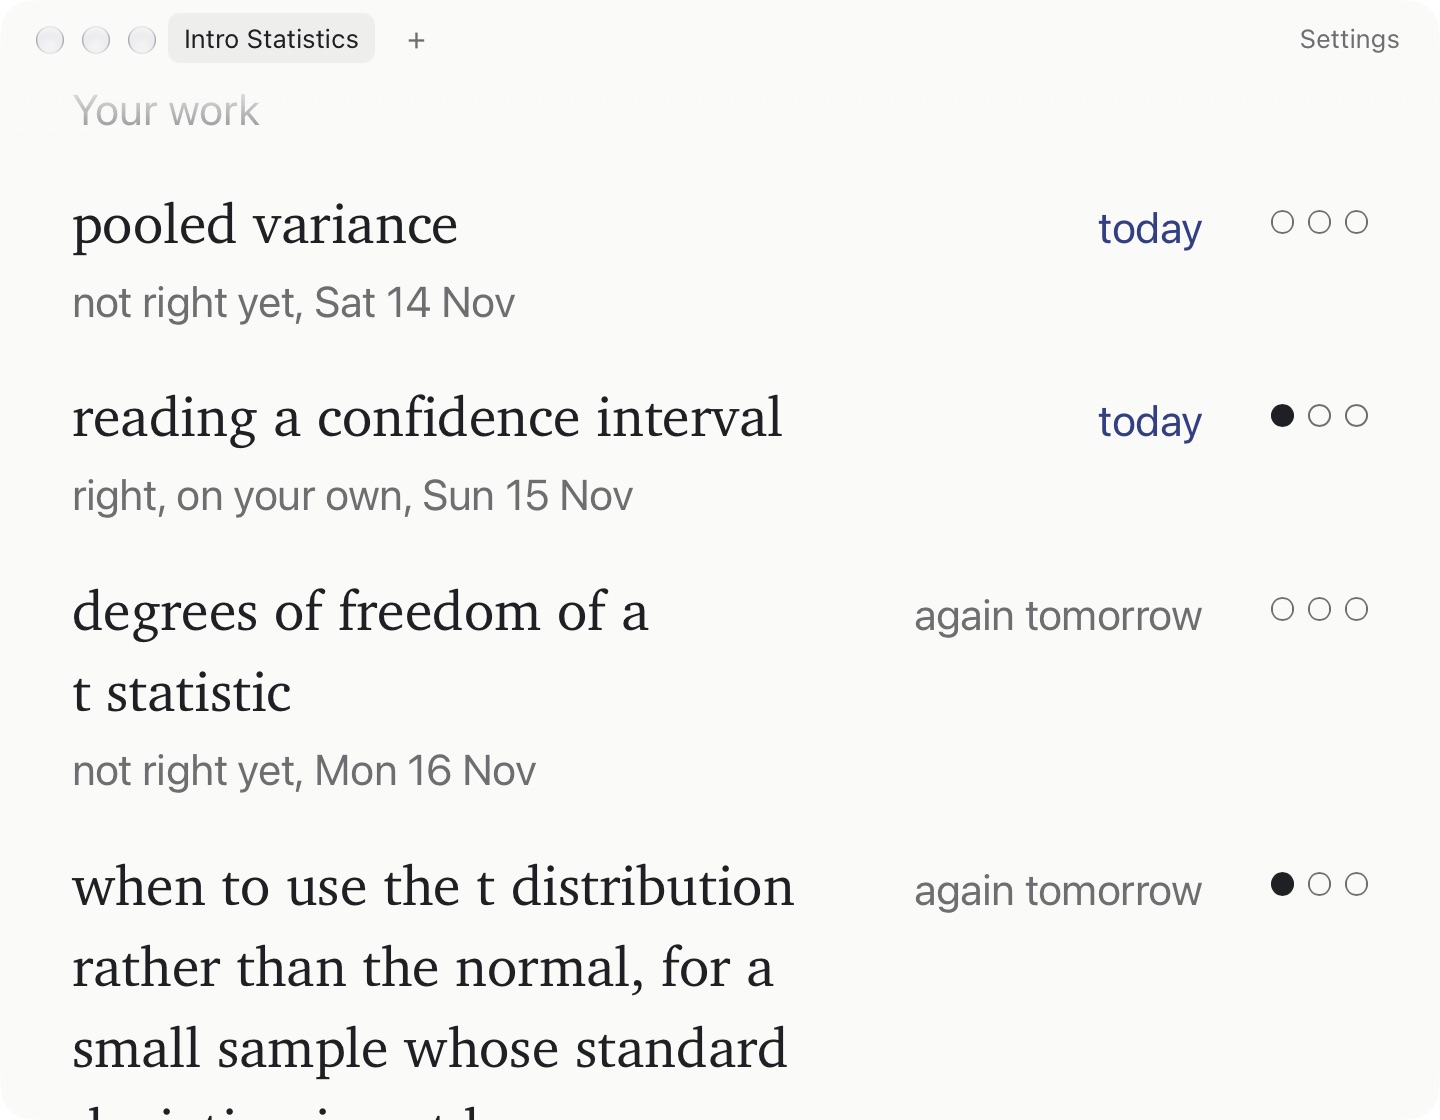 Intro Statistics
+
Settings
Your work
pooled variance
today
not right yet, Sat 14 Nov
reading a confidence interval
today
right, on your own, Sun 15 Nov
degrees of freedom of a
again tomorrow
t statistic
not right yet, Mon 16 Nov
when to use the t distribution
again tomorrow
rather than the normal, for a
small sample whose standard